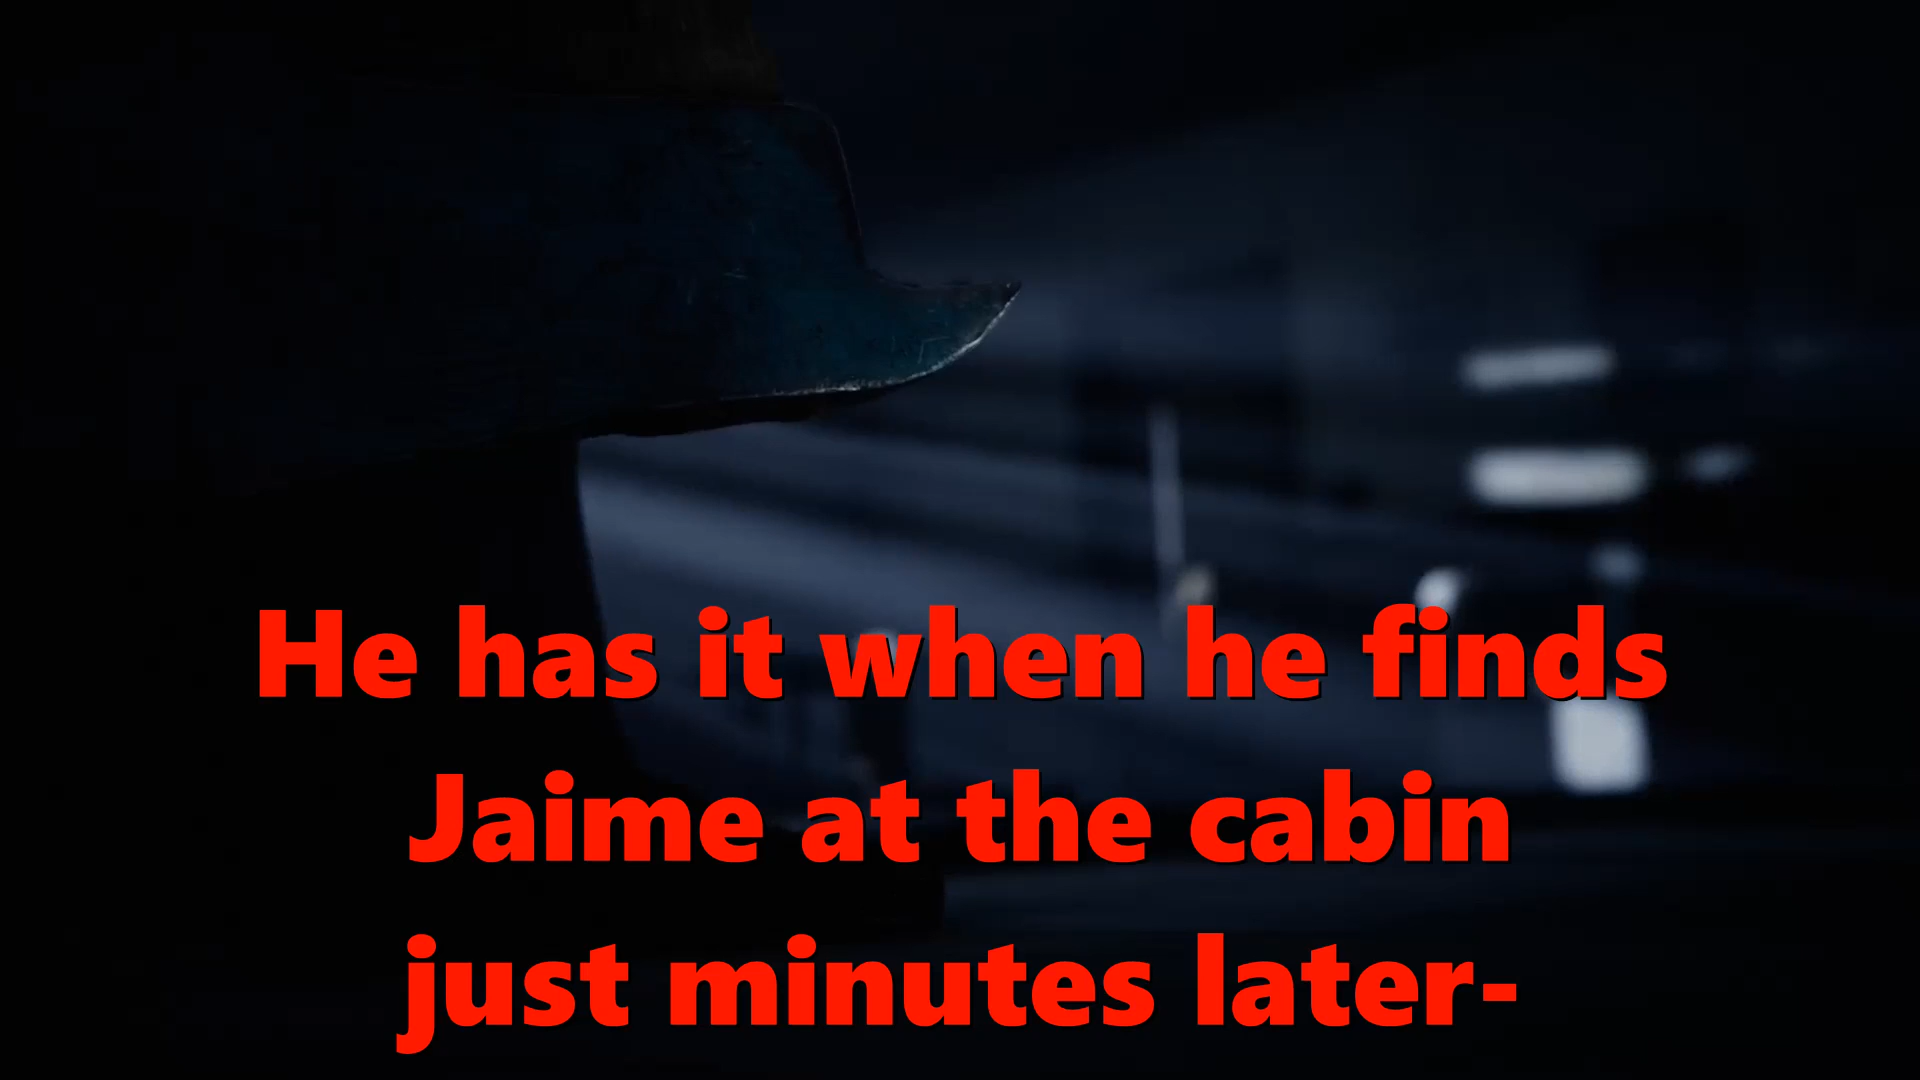 He has it when he finds
Jaime at the cabin
just minutes later-